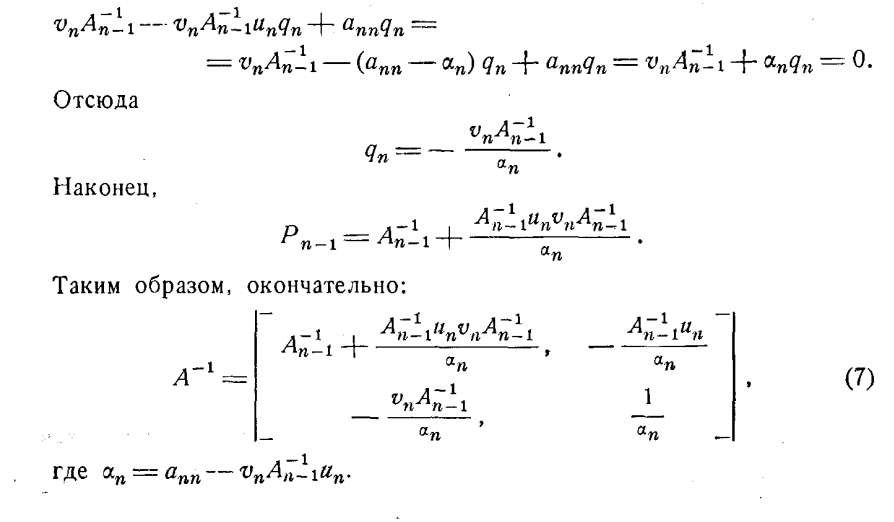 $v_n A_{n-1}^{-1} - v_n A_{n-1}^{-1} u_n q_n + a_{nn} q_n =$
$= v_n A_{n-1}^{-1} - (a_{nn} - \alpha_n) q_n + a_{nn} q_n = v_n A_{n-1}^{-1} + \alpha_n q_n = 0.$
Отсюда
$q_n = - \frac{v_n A_{n-1}^{-1}}{\alpha_n}.$
Наконец,
$P_{n-1} = A_{n-1}^{-1} + \frac{A_{n-1}^{-1} u_n v_n A_{n-1}^{-1}}{\alpha_n}.$
Таким образом, окончательно:
$A^{-1} = \begin{bmatrix} A_{n-1}^{-1} + \frac{A_{n-1}^{-1} u_n v_n A_{n-1}^{-1}}{\alpha_n}, & - \frac{A_{n-1}^{-1} u_n}{\alpha_n} \\ - \frac{v_n A_{n-1}^{-1}}{\alpha_n}, & \frac{1}{\alpha_n} \end{bmatrix}, \quad (7)$
где $\alpha_n = a_{nn} - v_n A_{n-1}^{-1} u_n.$